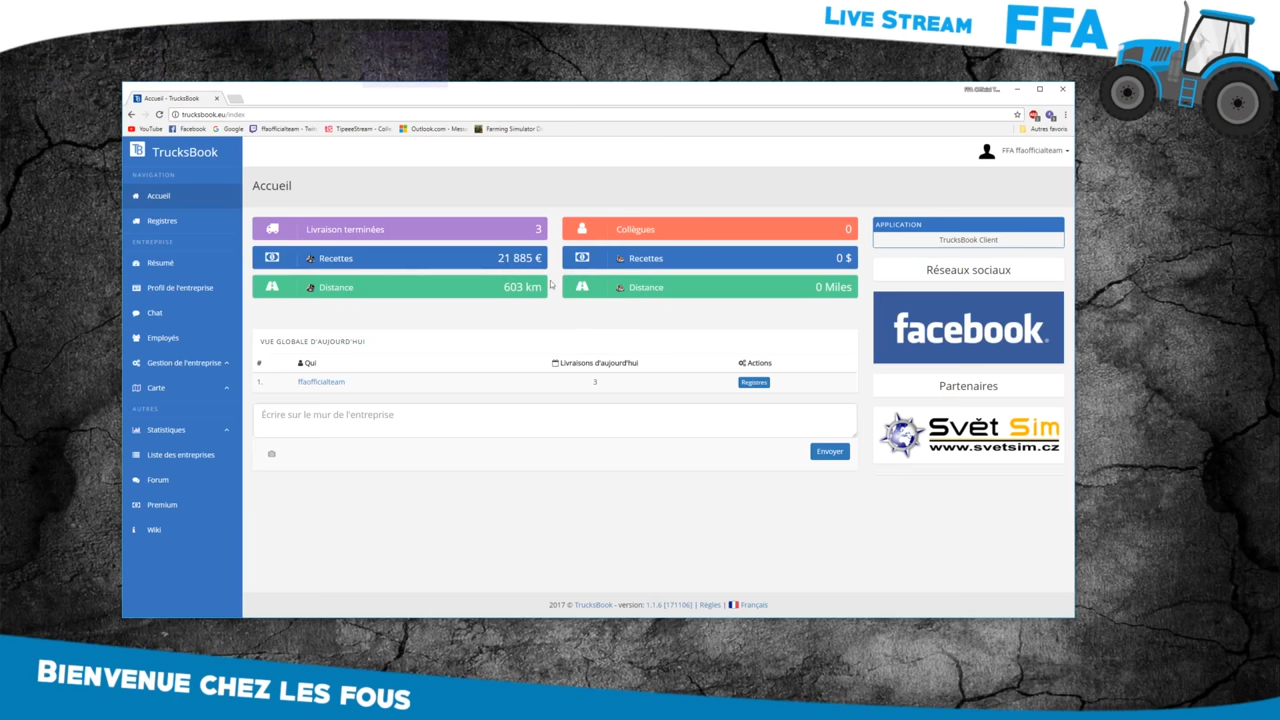 LIVE STREAM FFA
Accueil - TrucksBook
trucksbook.eu/index
YouTube Facebook Google ffaofficialteam - Twit TipeeeStream - Coll Outlook.com - Messa Farming Simulator Autres favoris
TB TrucksBook
FFA ffaofficialteam
NAVIGATION
Accueil
Registres
ENTREPRISE
Résumé
Profil de l'entreprise
Chat
Employés
Gestion de l'entreprise
Carte
AUTRES
Statistiques
Liste des entreprises
Forum
Premium
Wiki
Accueil
Livraison terminées 3
Recettes 21 885 €
Distance 603 km
Collègues 0
Recettes 0 $
Distance 0 Miles
VUE GLOBALE D'AUJOURD'HUI
# Qui Livraisons d'aujourd'hui Actions
1. ffaofficialteam 3 Registres
Écrire sur le mur de l'entreprise
Envoyer
APPLICATION
TrucksBook Client
Réseaux sociaux
facebook
Partenaires
Svět Sim
www.svetsim.cz
2017 © TrucksBook - version: 1.1.6 [171106] | Règles | Français
BIENVENUE CHEZ LES FOUS